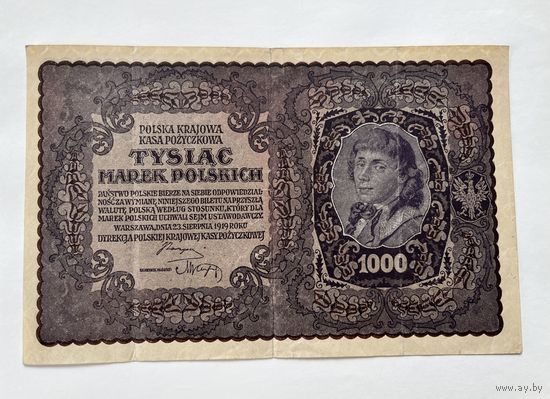 POLSKA KRAJOWA
KASA POŻYCZKOWA
TYSIĄC
MAREK POLSKICH
PAŃSTWO POLSKIE BIERZE NA SIEBIE ODPOWIEDZIAL
NOŚĆ ZA WYMIANĘ NINIEJSZEGO BILETU NA PRZYSZŁĄ
WALUTĘ POLSKĄ WEDŁUG STOSUNKU, KTÓRY DLA
MAREK POLSKICH UCHWALI SEJM USTAWODAWCZY.
WARSZAWA, DNIA 23 SIERPNIA 1919 ROKU
DYREKCJA POLSKIEJ KRAJOWEJ KASY POŻYCZKOWEJ
1000
www.ay.by